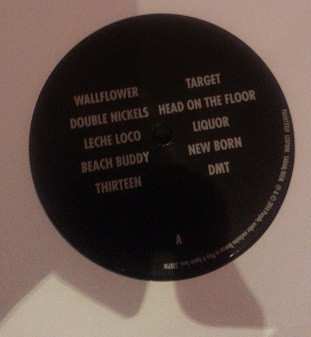 WALLFLOWER
DOUBLE NICKELS
LECHE LOCO
BEACH BUDDY
THIRTEEN
TARGET
HEAD ON THE FLOOR
LIQUOR
NEW BORN
DMT
A